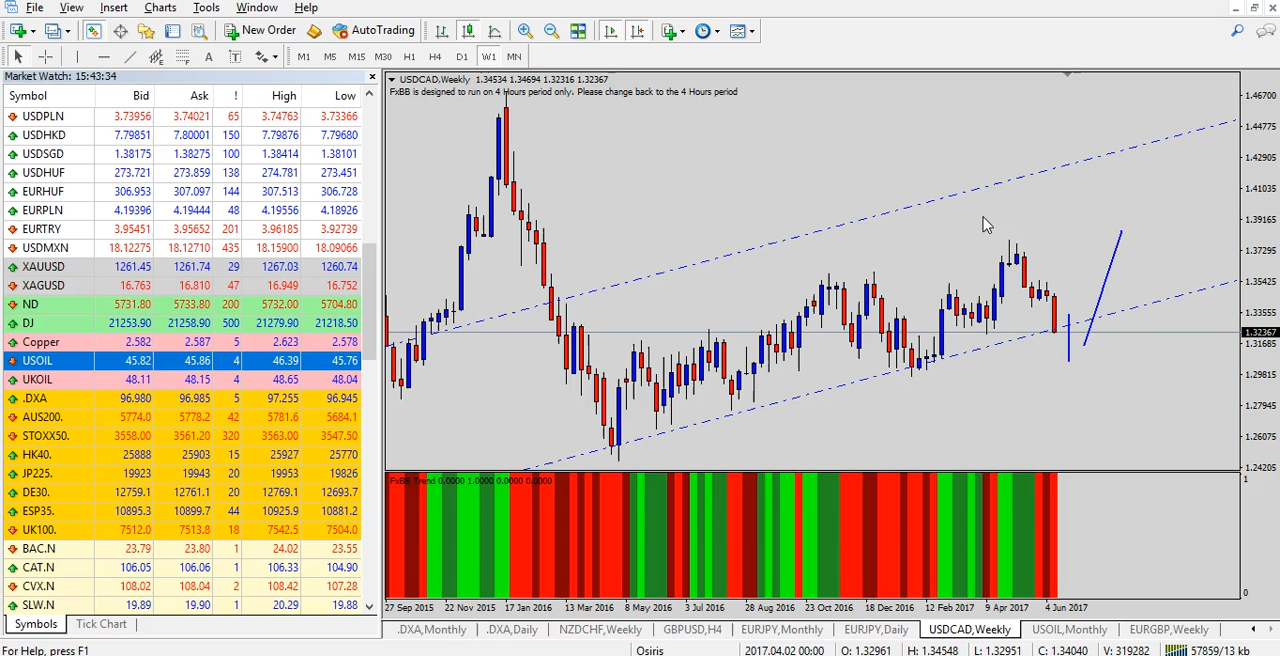 File View Insert Charts Tools Window Help
New Order AutoTrading
A T M1 M5 M15 M30 H1 H4 D1 W1 MN
Market Watch: 15:43:34
Symbol Bid Ask ! High Low
USDPLN 3.73956 3.74021 65 3.74763 3.73366
USDHKD 7.79851 7.80001 150 7.79876 7.79680
USDSGD 1.38175 1.38275 100 1.38414 1.38101
USDHUF 273.721 273.859 138 274.781 273.451
EURHUF 306.953 307.097 144 307.513 306.728
EURPLN 4.19396 4.19444 48 4.19556 4.18926
EURTRY 3.95451 3.95652 201 3.96185 3.92739
USDMXN 18.12275 18.12710 435 18.15900 18.09066
XAUUSD 1261.45 1261.74 29 1267.03 1260.74
XAGUSD 16.763 16.810 47 16.949 16.752
ND 5731.80 5733.80 200 5732.00 5704.80
DJ 21253.90 21258.90 500 21279.90 21218.50
Copper 2.582 2.587 5 2.623 2.578
USOIL 45.82 45.86 4 46.39 45.76
UKOIL 48.11 48.15 4 48.65 48.04
.DXA 96.980 96.985 5 97.255 96.945
AUS200. 5774.0 5778.2 42 5781.6 5684.1
STOXX50. 3558.00 3561.20 320 3563.00 3547.50
HK40. 25888 25903 15 25927 25770
JP225. 19923 19943 20 19953 19826
DE30. 12759.1 12761.1 20 12769.1 12693.7
ESP35. 10895.3 10899.7 44 10925.9 10881.2
UK100. 7512.0 7513.8 18 7542.5 7504.0
BAC.N 23.79 23.80 1 24.02 23.55
CAT.N 106.05 106.06 1 106.33 104.90
CVX.N 108.02 108.04 2 108.42 107.28
SLW.N 19.89 19.90 1 20.29 19.88
Symbols Tick Chart
USDCAD,Weekly 1.34534 1.34694 1.32316 1.32367
FxBB is designed to run on 4 Hours period only. Please change back to the 4 Hours period
1.46700
1.44775
1.42905
1.41035
1.39165
1.37295
1.35425
1.33555
1.32367
1.31685
1.29815
1.27945
1.26075
1.24205
FxBB Trend 0.0000 1.0000 0.0000 0.0000
1
0
27 Sep 2015 22 Nov 2015 17 Jan 2016 13 Mar 2016 8 May 2016 3 Jul 2016 28 Aug 2016 23 Oct 2016 18 Dec 2016 12 Feb 2017 9 Apr 2017 4 Jun 2017
.DXA,Monthly .DXA,Daily NZDCHF,Weekly GBPUSD,H4 EURJPY,Monthly EURJPY,Daily USDCAD,Weekly USOIL,Monthly EURGBP,Weekly
For Help, press F1 Osiris 2017.04.02 00:00 O: 1.32961 H: 1.34548 L: 1.32951 C: 1.34040 V: 319282 57859/13 kb